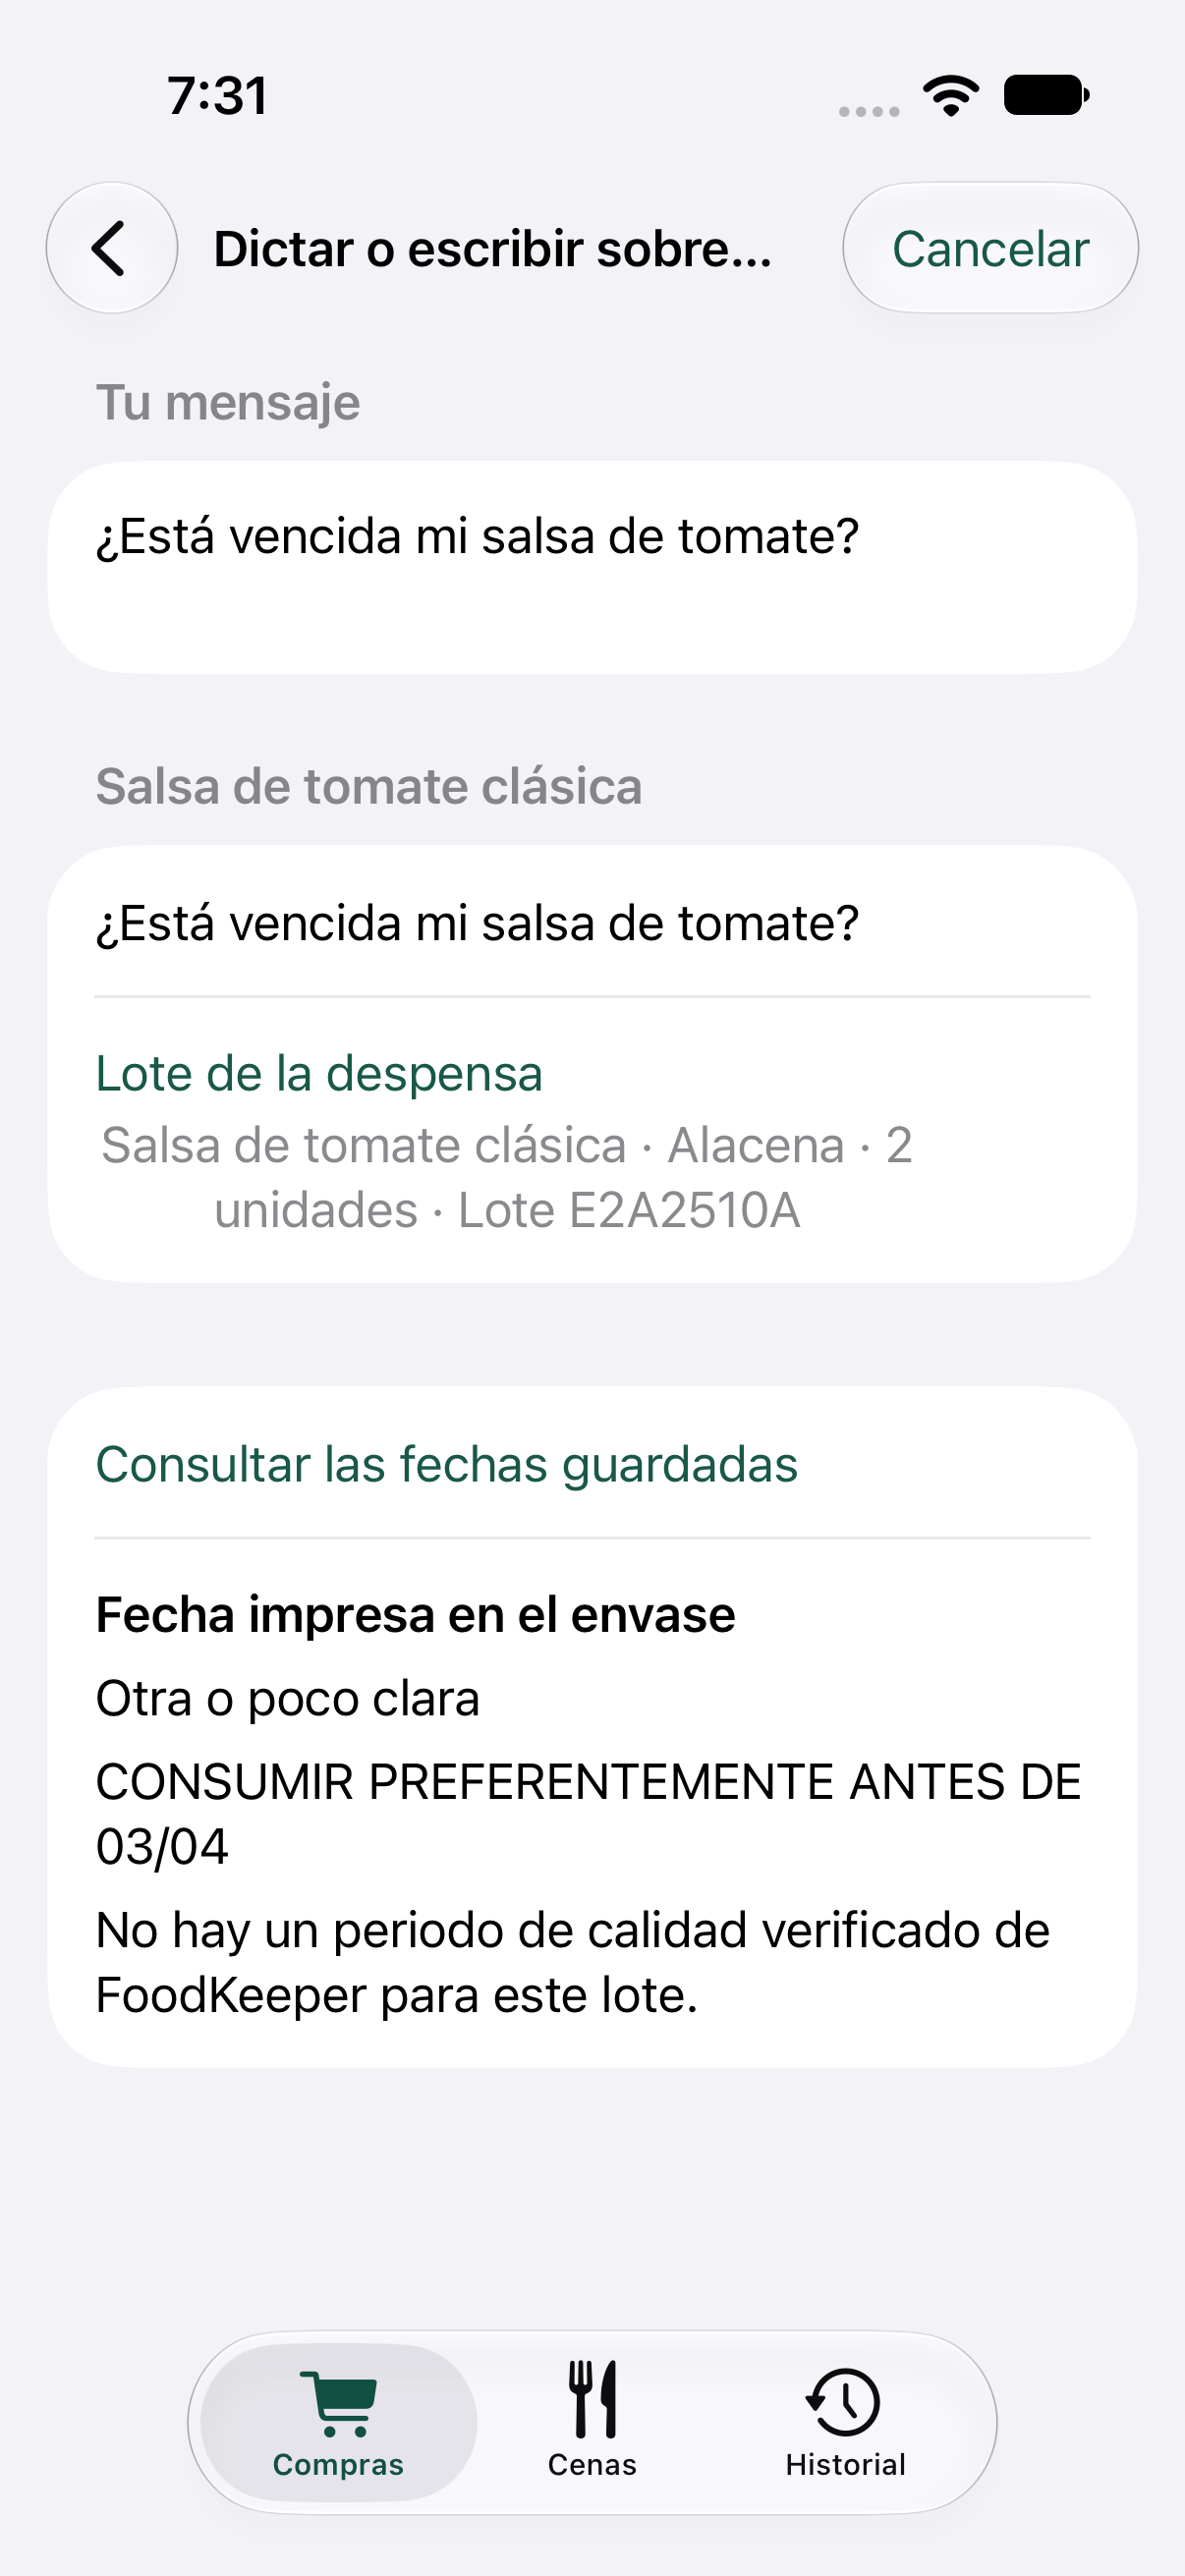 7:31
Dictar o escribir sobre...
Cancelar
Tu mensaje
¿Está vencida mi salsa de tomate?
Salsa de tomate clásica
¿Está vencida mi salsa de tomate?
Lote de la despensa
Salsa de tomate clásica · Alacena · 2
unidades · Lote E2A2510A
Consultar las fechas guardadas
Fecha impresa en el envase
Otra o poco clara
CONSUMIR PREFERENTEMENTE ANTES DE
03/04
No hay un periodo de calidad verificado de
FoodKeeper para este lote.
Compras
Cenas
Historial